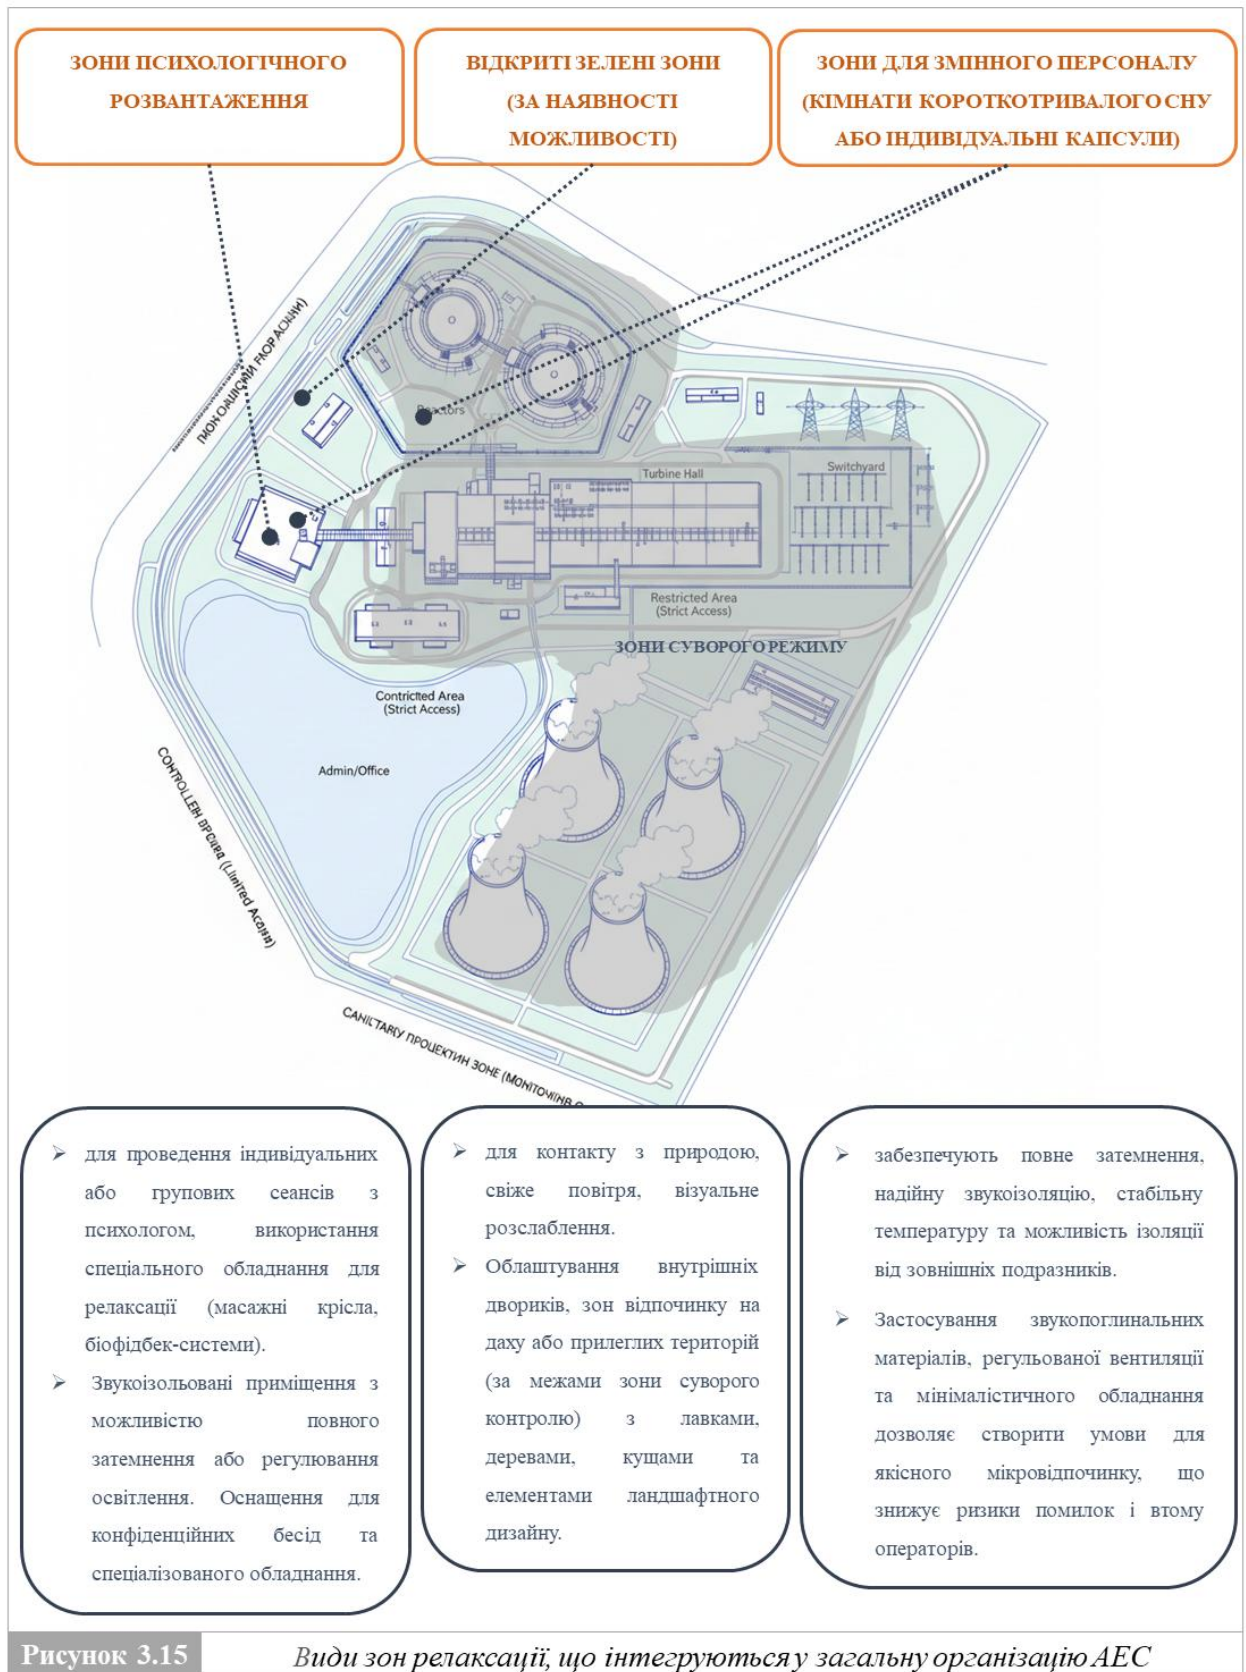 ЗОНИ ПСИХОЛОГІЧНОГО
РОЗВАНТАЖЕННЯ
ВІДКРИТІ ЗЕЛЕНІ ЗОНИ
(ЗА НАЯВНОСТІ
МОЖЛИВОСТІ)
ЗОНИ ДЛЯ ЗМІННОГО ПЕРСОНАЛУ
(КІМНАТИ КОРОТКОТРИВАЛОГО СНУ
АБО ІНДИВІДУАЛЬНІ КАПСУЛИ)
Reactors
Turbine Hall
Switchyard
Restricted Area
(Strict Access)
ЗОНИ СУВОРОГО РЕЖИМУ
(Strict Access)
Admin/Office
➢ для проведення індивідуальних
або групових сеансів з
психологом, використання
спеціального обладнання для
релаксації (масажні крісла,
біофідбек-системи).
➢ Звукоізольовані приміщення з
можливістю повного
затемнення або регулювання
освітлення. Оснащення для
конфіденційних бесід та
спеціалізованого обладнання.
➢ для контакту з природою,
свіже повітря, візуальне
розслаблення.
➢ Облаштування внутрішніх
двориків, зон відпочинку на
даху або прилеглих територій
(за межами зони суворого
контролю) з лавками,
деревами, кущами та
елементами ландшафтного
дизайну.
➢ забезпечують повне затемнення,
надійну звукоізоляцію, стабільну
температуру та можливість ізоляції
від зовнішніх подразників.
➢ Застосування звукопоглинальних
матеріалів, регульованої вентиляції
та мінімалістичного обладнання
дозволяє створити умови для
якісного мікровідпочинку, що
знижує ризики помилок і втому
операторів.
Рисунок 3.15
Види зон релаксації, що інтегруються у загальну організацію АЕС